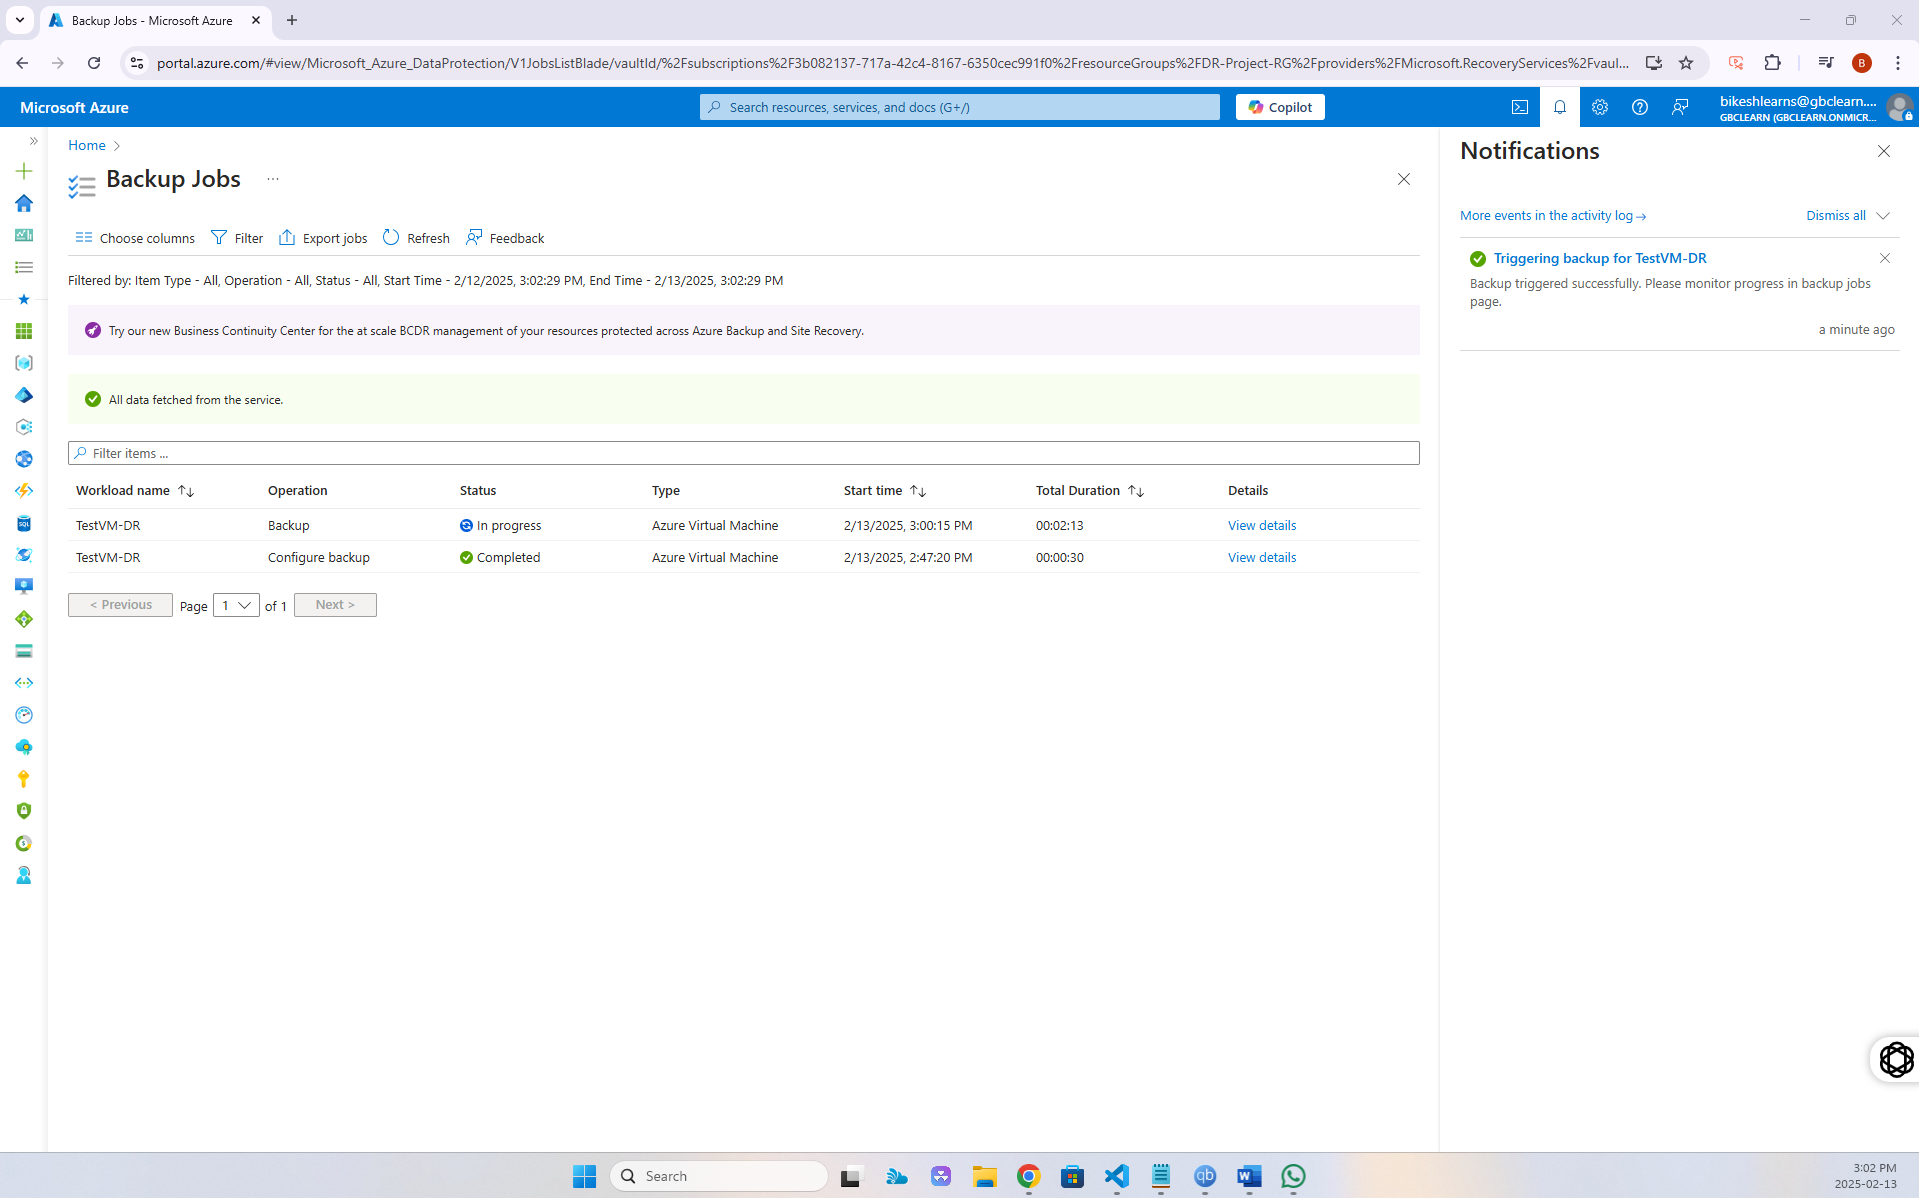 Backup Jobs - Microsoft Azure
portal.azure.com/#view/Microsoft_Azure_DataProtection/V1JobsListBlade/vaultId/%2Fsubscriptions%2F3b082137-717a-42c4-8167-6350cec991f0%2FresourceGroups%2FDR-Project-RG%2Fproviders%2FMicrosoft.RecoveryServices%2Fvaul...
B
Microsoft Azure
Search resources, services, and docs (G+/)
Copilot
bikeshlearns@gbclearn....
GBCLEARN (GBCLEARN.ONMICR...
Home
Backup Jobs
...
Choose columns
Filter
Export jobs
Refresh
Feedback
Filtered by: Item Type - All, Operation - All, Status - All, Start Time - 2/12/2025, 3:02:29 PM, End Time - 2/13/2025, 3:02:29 PM
Try our new Business Continuity Center for the at scale BCDR management of your resources protected across Azure Backup and Site Recovery.
All data fetched from the service.
Filter items ...
Workload name Operation Status Type Start time Total Duration Details
TestVM-DR Backup In progress Azure Virtual Machine 2/13/2025, 3:00:15 PM 00:02:13 View details
TestVM-DR Configure backup Completed Azure Virtual Machine 2/13/2025, 2:47:20 PM 00:00:30 View details
< Previous Page 1 of 1 Next >
Notifications
More events in the activity log→ Dismiss all
Triggering backup for TestVM-DR
Backup triggered successfully. Please monitor progress in backup jobs
page.
a minute ago
SQL
Search
qb
W
3:02 PM
2025-02-13